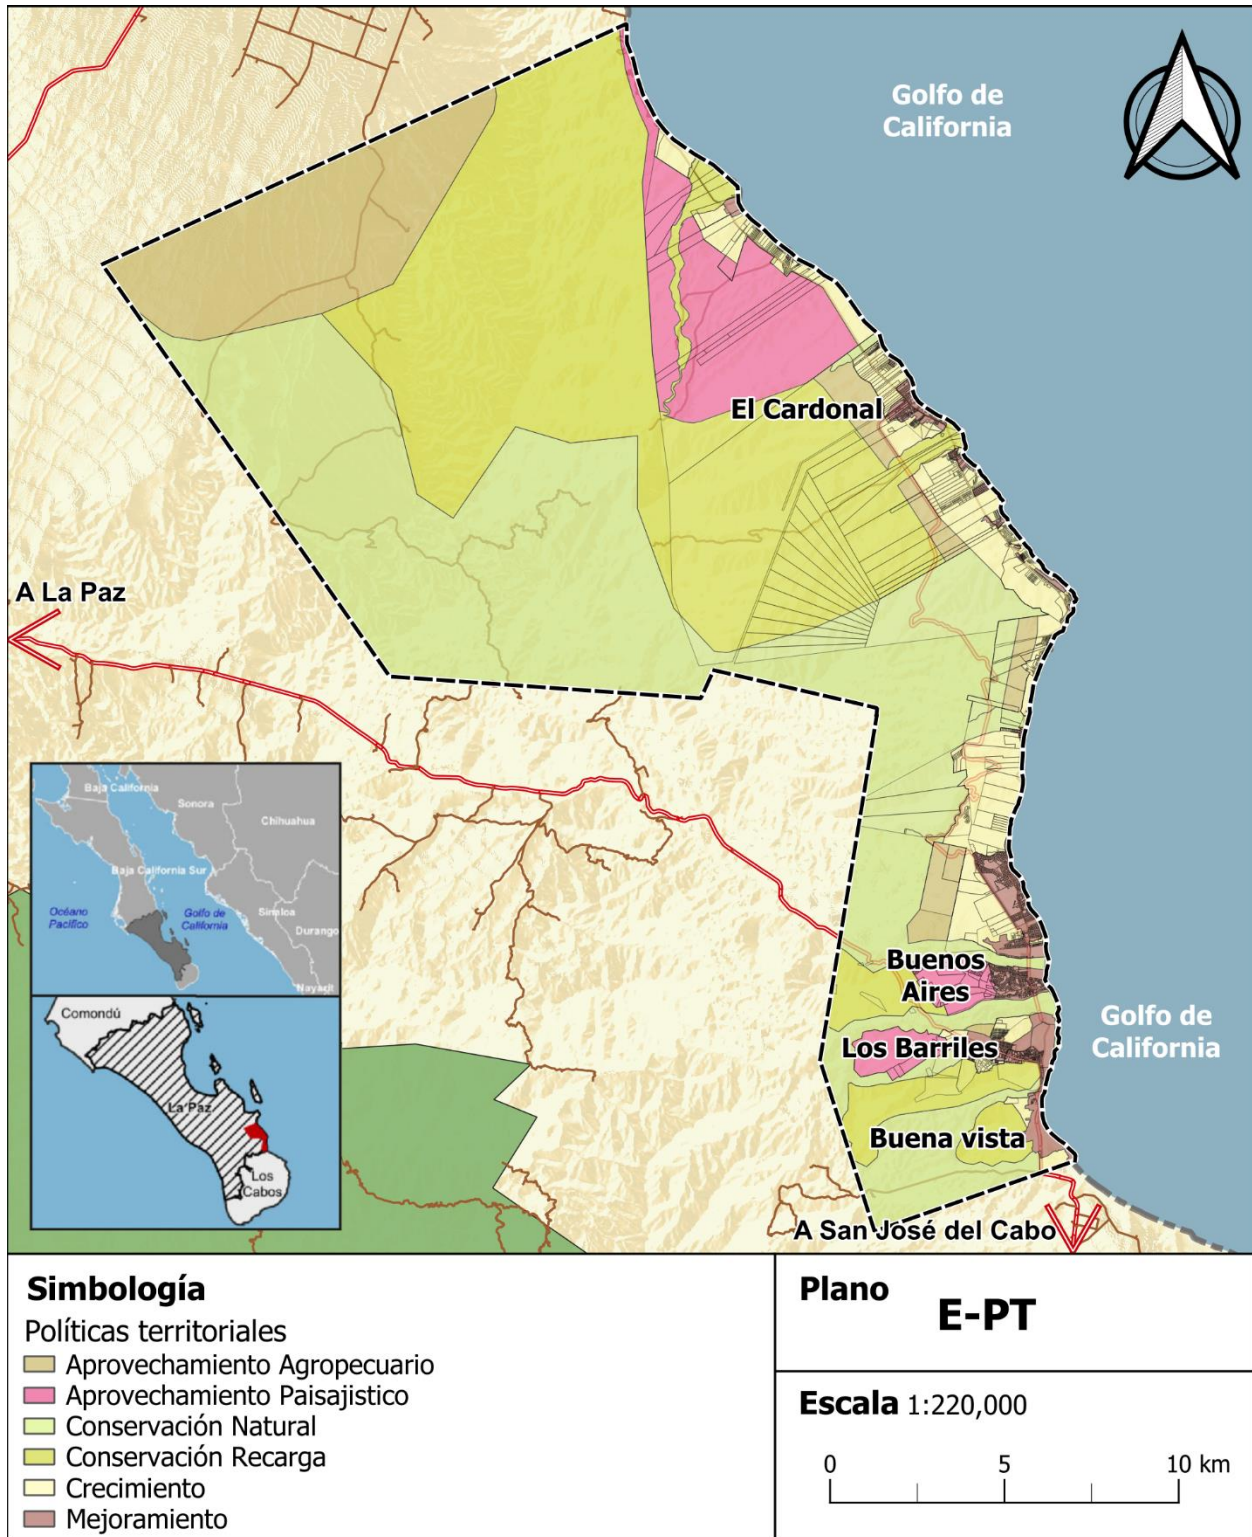 Golfo de
California
El Cardonal
A La Paz
Baja California
Sonora
Chihuahua
Baja California Sur
Océano
Pacífico
Golfo de
California
Sinaloa
Durango
Nayarit
Buenos
Aires
Golfo de
California
Los Barriles
Comondú
La Paz
Los
Cabos
Buena vista
A San José del Cabo
Simbología
Políticas territoriales
Aprovechamiento Agropecuario
Aprovechamiento Paisajistico
Conservación Natural
Conservación Recarga
Crecimiento
Mejoramiento
Plano
E-PT
Escala 1:220,000
0 5 10 km